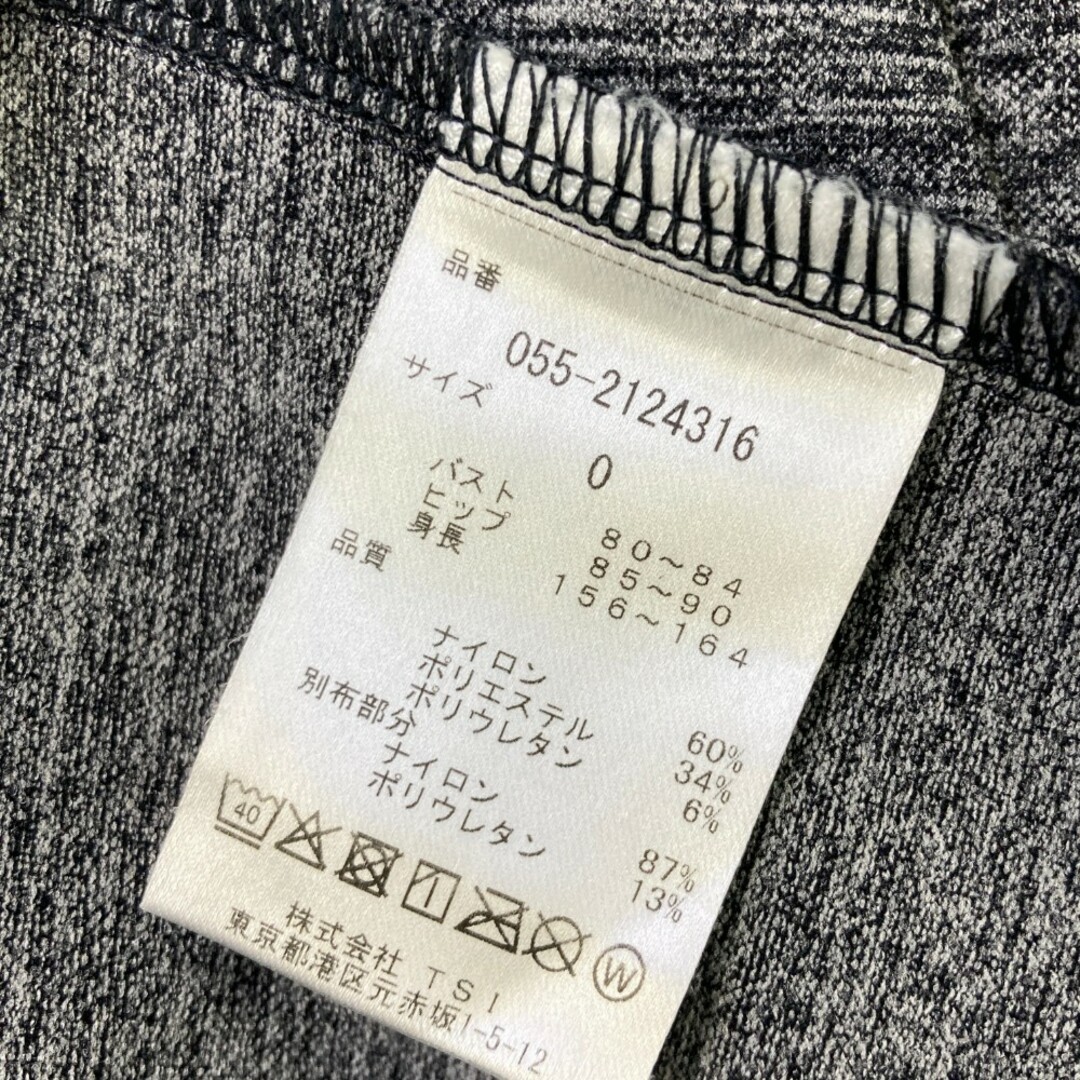 品番
055-2124316
サイズ
0
バスト 80～84
ヒップ 85～90
身長 156～164
品質
ナイロン 60%
ポリエステル 34%
ポリウレタン 6%
別布部分
ナイロン 87%
ポリウレタン 13%
40
W
株式会社 TSI
東京都港区元赤坂1-5-12